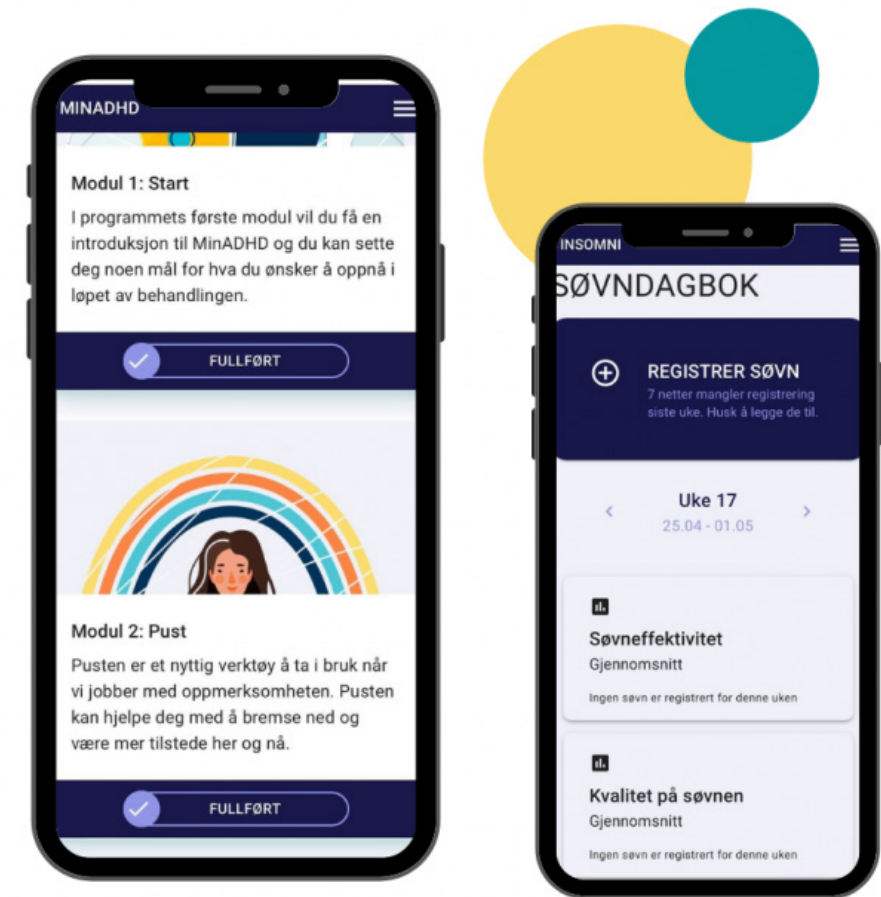 MINADHD
Modul 1: Start
I programmets første modul vil du få en
introduksjon til MinADHD og du kan sette
deg noen mål for hva du ønsker å oppnå i
løpet av behandlingen.
FULLFØRT
Modul 2: Pust
Pusten er et nyttig verktøy å ta i bruk når
vi jobber med oppmerksomheten. Pusten
kan hjelpe deg med å bremse ned og
være mer tilstede her og nå.
FULLFØRT
INSOMNI
SØVNDAGBOK
REGISTRER SØVN
7 netter mangler registrering
siste uke. Husk å legge de til.
Uke 17
25.04 - 01.05
Søvneffektivitet
Gjennomsnitt
Ingen søvn er registrert for denne uken
Kvalitet på søvnen
Gjennomsnitt
Ingen søvn er registrert for denne uken